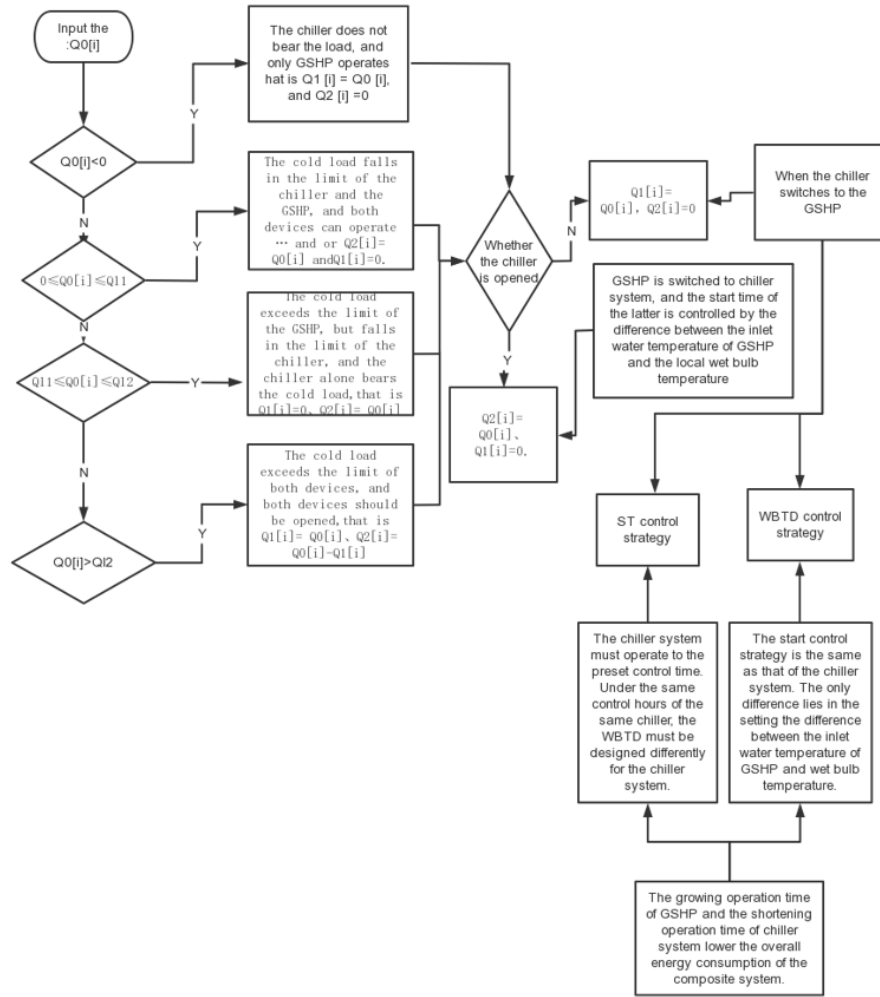 Input the
:Q0[i]
The chiller does not
bear the load, and
only GSHP operates
hat is Q1 [i] = Q0 [i],
and Q2 [i] =0
Y
Q0[i]<0
N
The cold load falls
in the limit of the
chiller and the
GSHP, and both
devices can operate
… and or Q2[i]=
Q0[i] andQ1[i]=0.
Y
0≤Q0[i]≤Q11
N
The cold load
exceeds the limit of
the GSHP, but falls
in the limit of the
chiller, and the
chiller alone bears
the cold load,that is
Q1[i]=0、Q2[i]= Q0[i]
Y
Q11≤Q0[i]≤Q12
N
The cold load
exceeds the limit of
both devices, and
both devices should
be opened,that is
Q1[i]= Q0[i]、Q2[i]=
Q0[i]-Q1[i]
Y
Q0[i]>Ql2
Whether
the chiller
is opened
N
Q1[i]=
Q0[i], Q2[i]=0
When the chiller
switches to the
GSHP
GSHP is switched to chiller
system, and the start time of
the latter is controlled by the
difference between the inlet
water temperature of GSHP
and the local wet bulb
temperature
Y
Q2[i]=
Q0[i]、
Q1[i]=0.
ST control
strategy
WBTD control
strategy
The chiller system
must operate to the
preset control time.
Under the same
control hours of the
same chiller, the
WBTD must be
designed differently
for the chiller
system.
The start control
strategy is the same
as that of the chiller
system. The only
difference lies in the
setting the difference
between the inlet
water temperature of
GSHP and wet bulb
temperature.
The growing operation time
of GSHP and the shortening
operation time of chiller
system lower the overall
energy consumption of the
composite system.